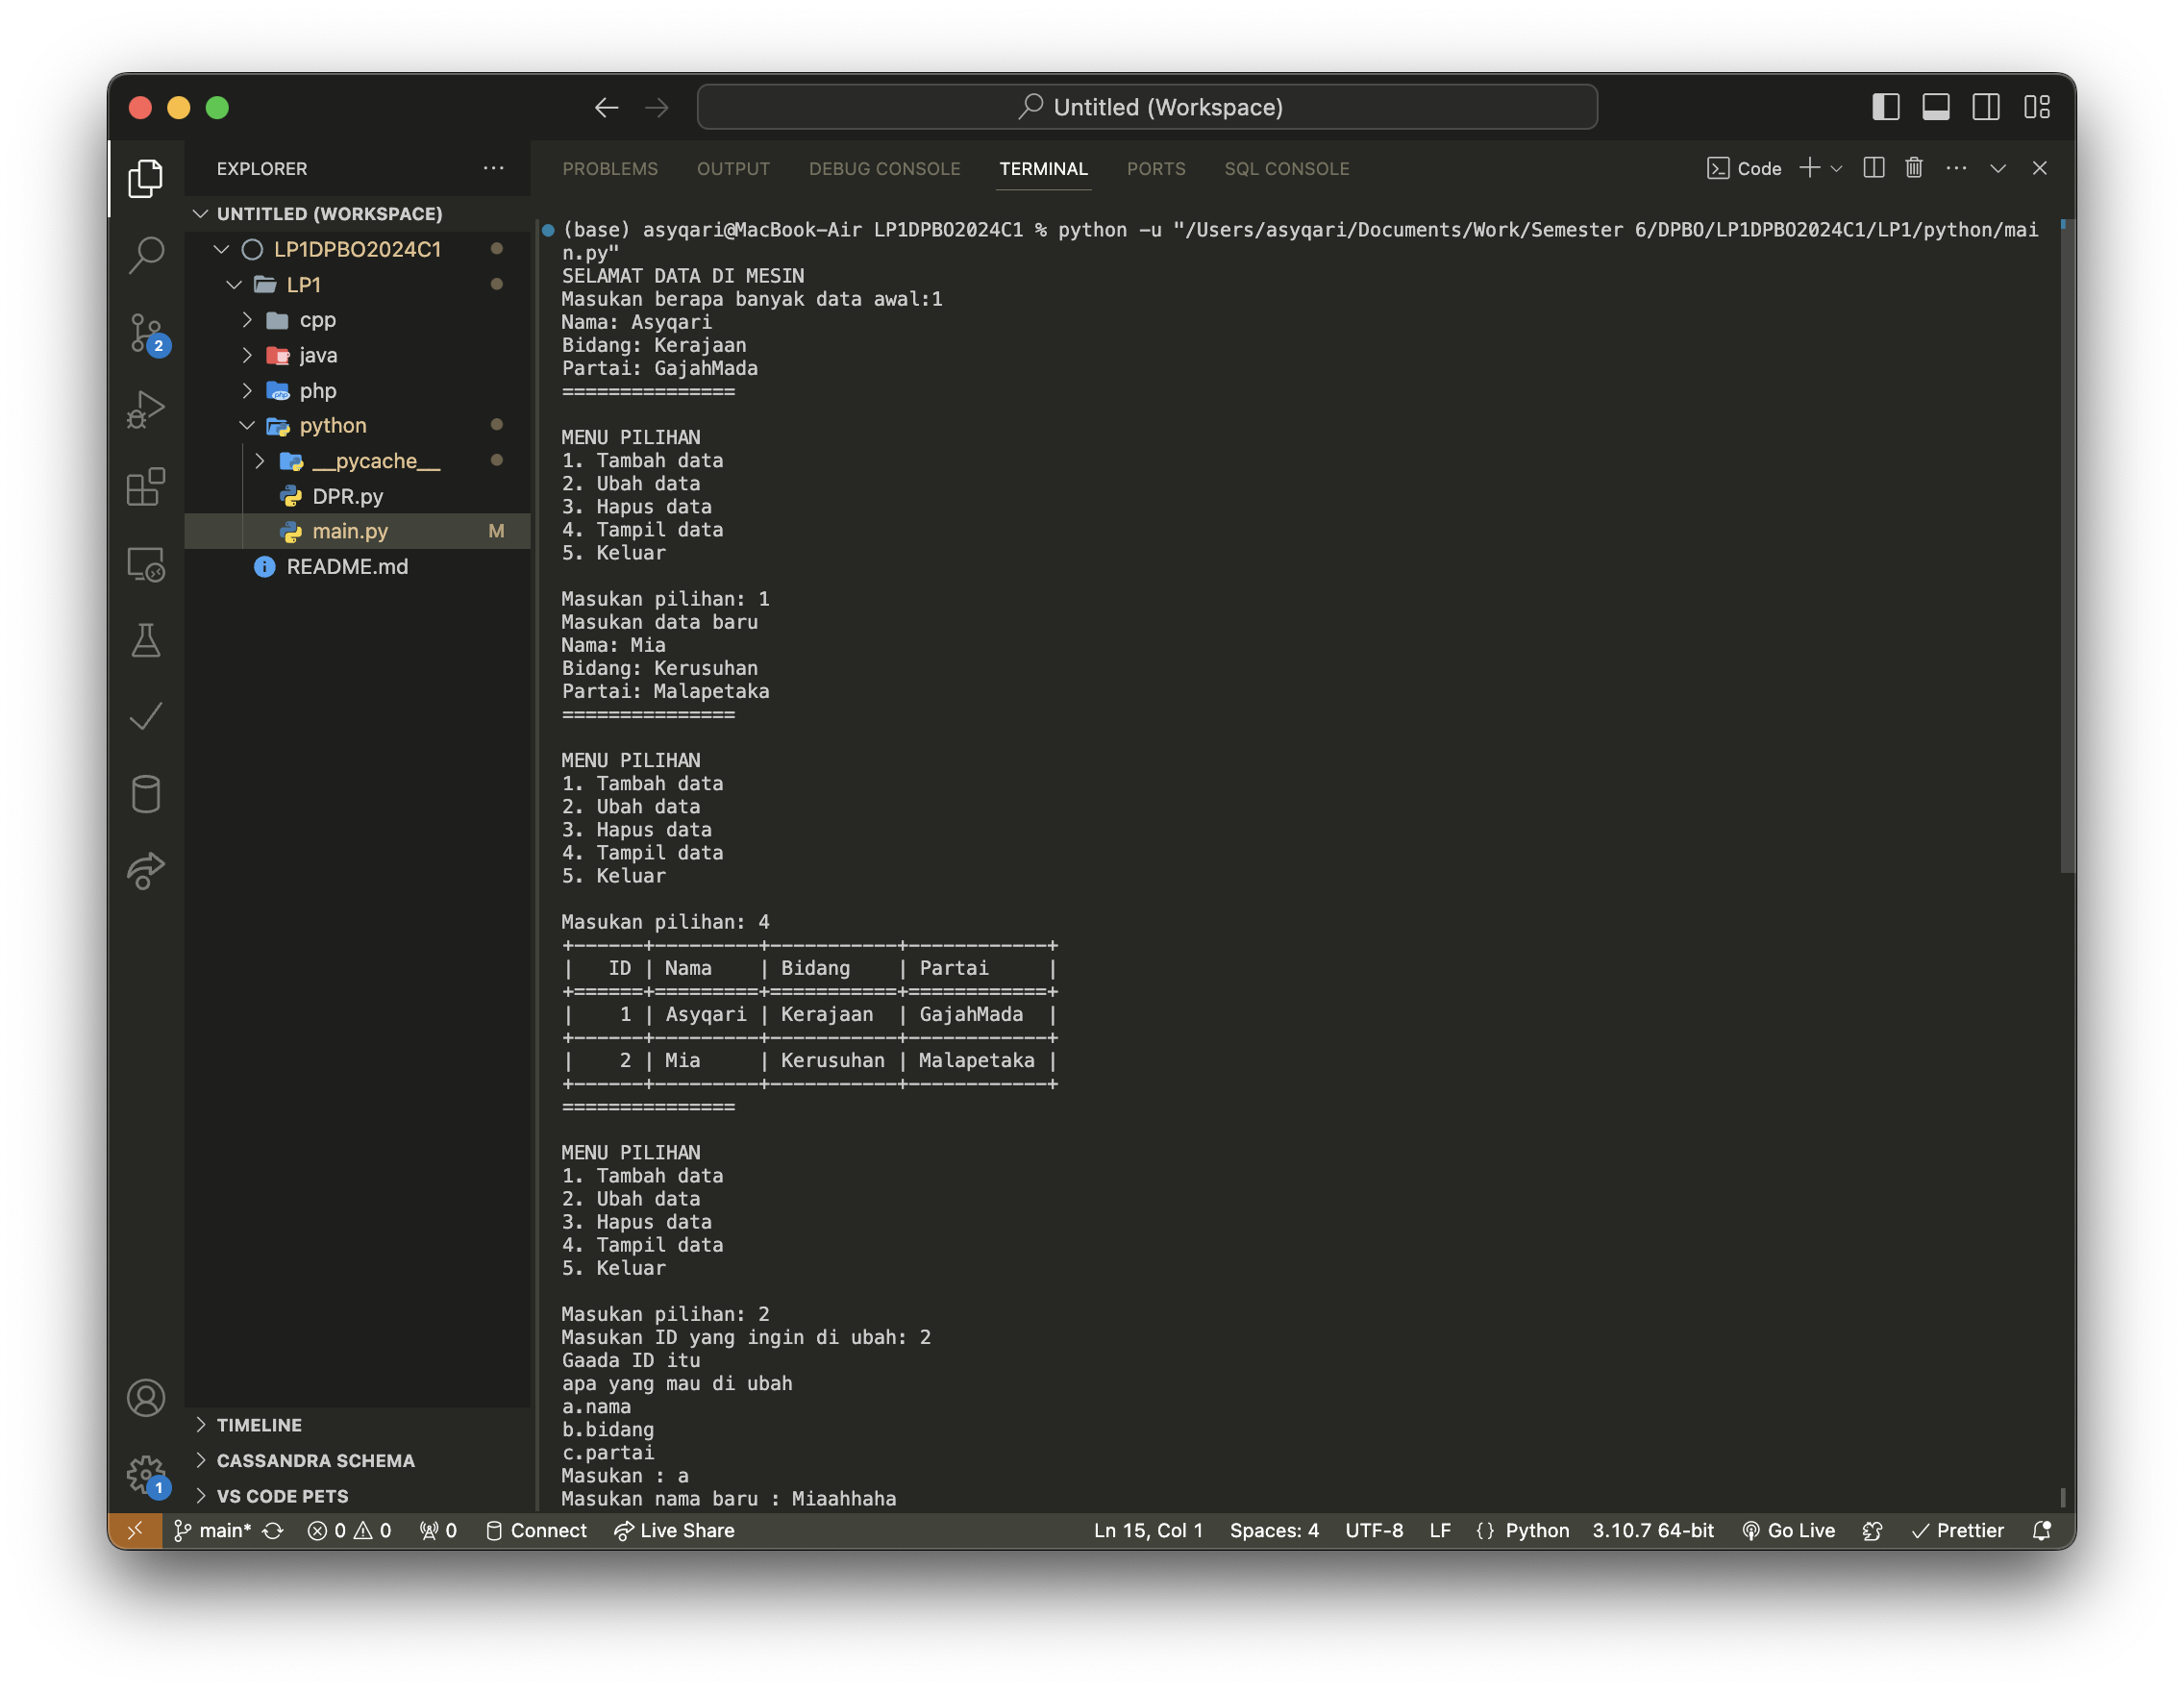 Untitled (Workspace)
EXPLORER
PROBLEMS OUTPUT DEBUG CONSOLE TERMINAL PORTS SQL CONSOLE
Code
UNTITLED (WORKSPACE)
LP1DPBO2024C1
LP1
cpp
java
php
python
__pycache__
DPR.py
main.py M
README.md
2
(base) asyqari@MacBook-Air LP1DPBO2024C1 % python -u "/Users/asyqari/Documents/Work/Semester 6/DPBO/LP1DPBO2024C1/LP1/python/mai
n.py"
SELAMAT DATA DI MESIN
Masukan berapa banyak data awal:1
Nama: Asyqari
Bidang: Kerajaan
Partai: GajahMada
===============
MENU PILIHAN
1. Tambah data
2. Ubah data
3. Hapus data
4. Tampil data
5. Keluar
Masukan pilihan: 1
Masukan data baru
Nama: Mia
Bidang: Kerusuhan
Partai: Malapetaka
===============
MENU PILIHAN
1. Tambah data
2. Ubah data
3. Hapus data
4. Tampil data
5. Keluar
Masukan pilihan: 4
+------+---------+-----------+------------+
|   ID | Nama    | Bidang    | Partai     |
+======+=========+===========+============+
|    1 | Asyqari | Kerajaan  | GajahMada  |
+------+---------+-----------+------------+
|    2 | Mia     | Kerusuhan | Malapetaka |
+------+---------+-----------+------------+
===============
MENU PILIHAN
1. Tambah data
2. Ubah data
3. Hapus data
4. Tampil data
5. Keluar
Masukan pilihan: 2
Masukan ID yang ingin di ubah: 2
Gaada ID itu
apa yang mau di ubah
a.nama
b.bidang
c.partai
Masukan : a
Masukan nama baru : Miaahhaha
TIMELINE
CASSANDRA SCHEMA
VS CODE PETS
1
main* 0 0 0 Connect Live Share Ln 15, Col 1 Spaces: 4 UTF-8 LF {} Python 3.10.7 64-bit Go Live Prettier